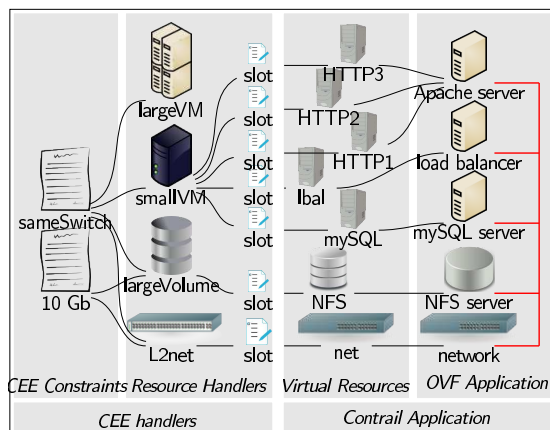 largeVM
slot
HTTP3
Apache server
slot
HTTP2
slot
HTTP1
load balancer
sameSwitch
smallVM
slot
lbal
slot
mySQL
mySQL server
10 Gb
largeVolume
slot
NFS
NFS server
L2net
slot
net
network
CEE Constraints
Resource Handlers
Virtual Resources
OVF Application
CEE handlers
Contrail Application